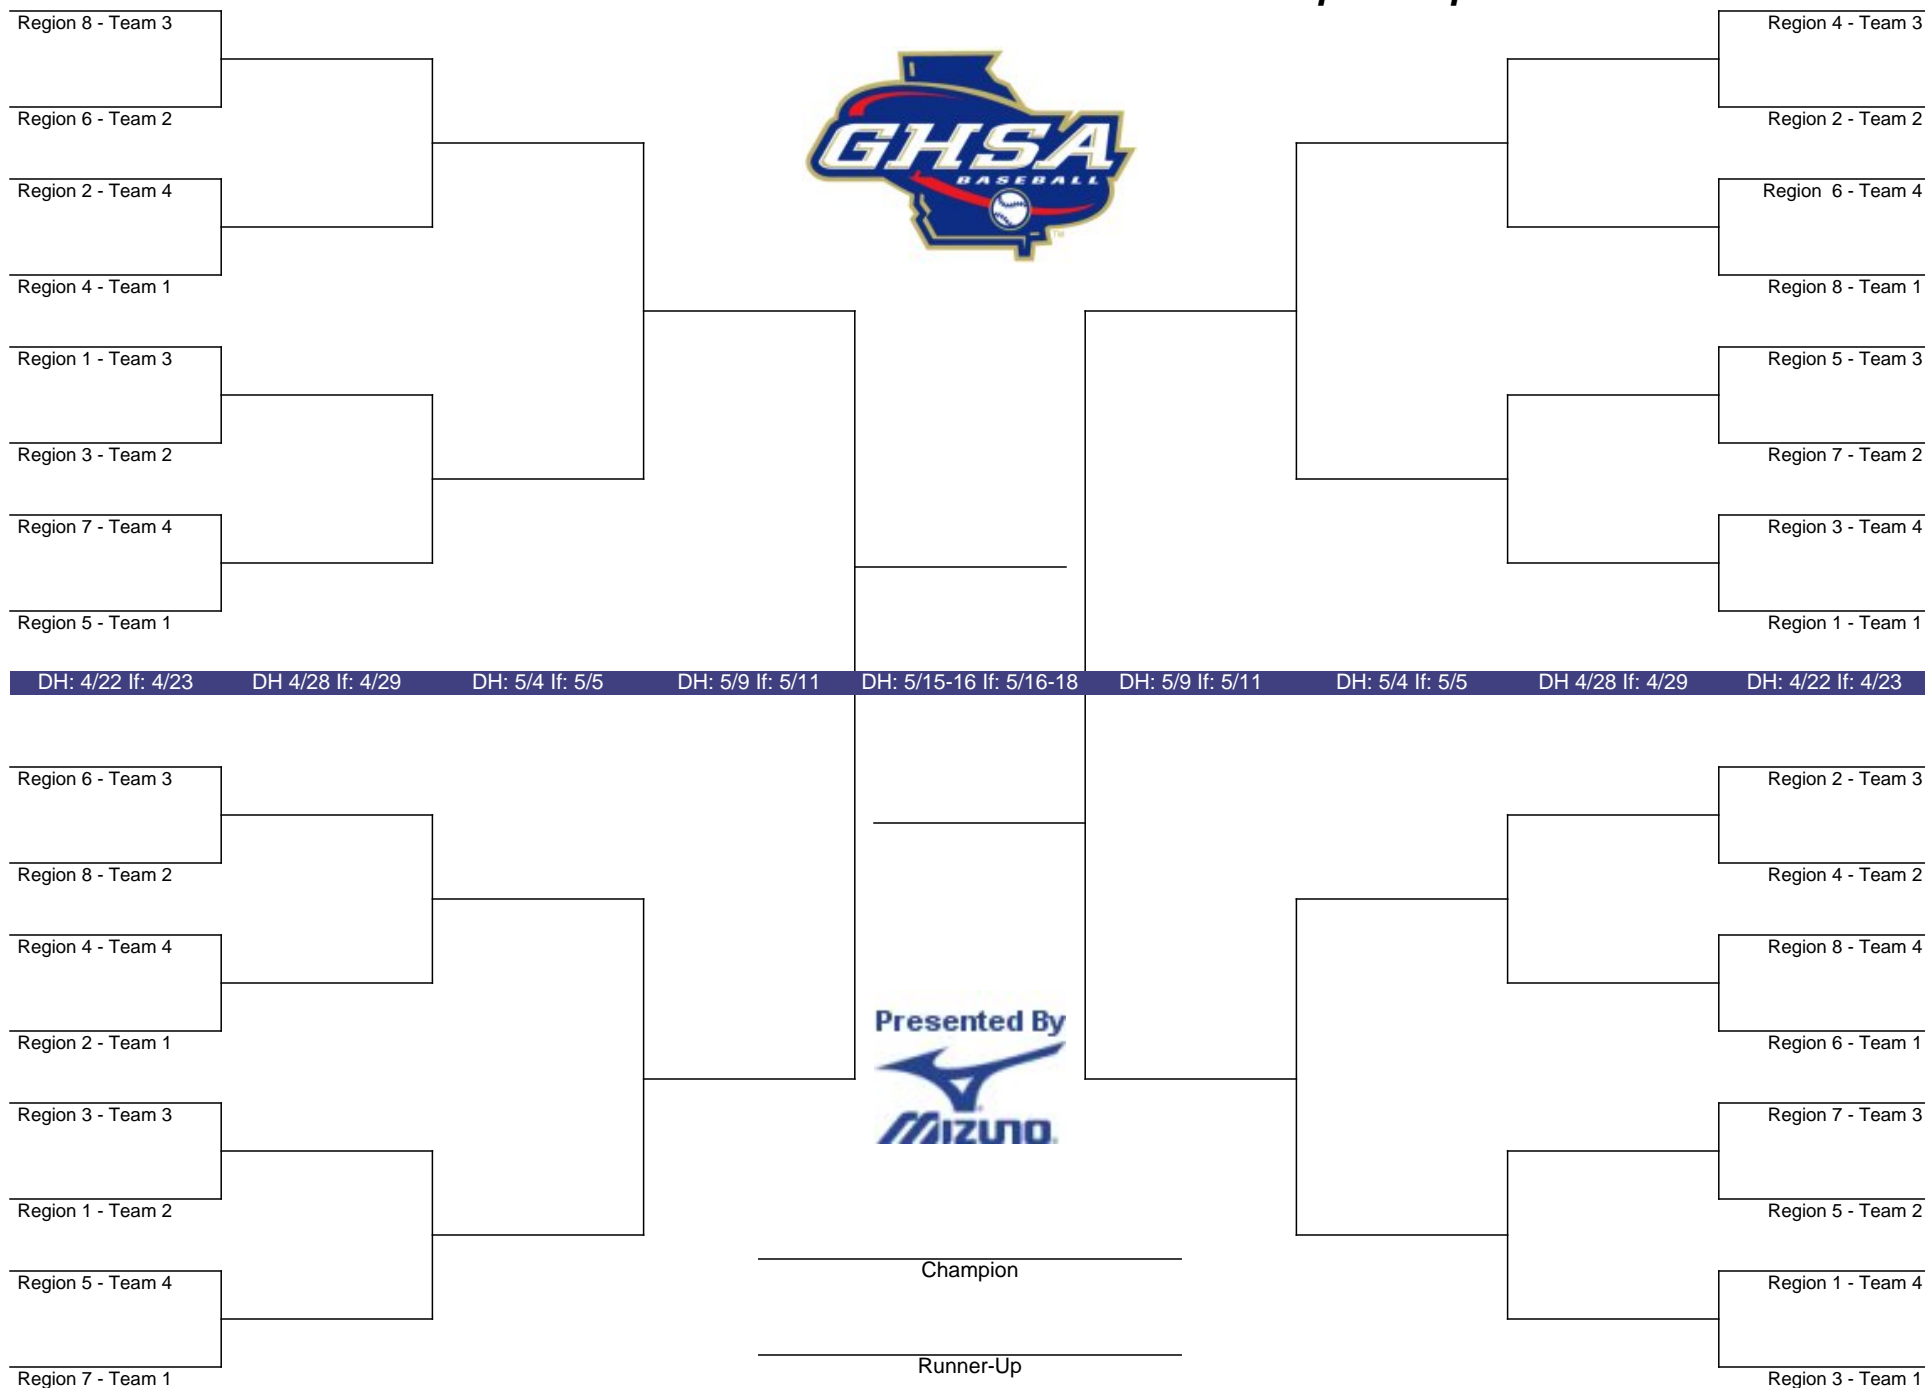 Region 8 - Team 3
Region 6 - Team 2
Region 2 - Team 4
Region 4 - Team 1
Region 1 - Team 3
Region 3 - Team 2
Region 7 - Team 4
Region 5 - Team 1
GHSA
BASEBALL
TM
Region 4 - Team 3
Region 2 - Team 2
Region  6 - Team 4
Region 8 - Team 1
Region 5 - Team 3
Region 7 - Team 2
Region 3 - Team 4
Region 1 - Team 1
DH: 4/22 If: 4/23 DH 4/28 If: 4/29 DH: 5/4 If: 5/5 DH: 5/9 If: 5/11 DH: 5/15-16 If: 5/16-18 DH: 5/9 If: 5/11 DH: 5/4 If: 5/5 DH 4/28 If: 4/29 DH: 4/22 If: 4/23
Region 6 - Team 3
Region 8 - Team 2
Region 4 - Team 4
Region 2 - Team 1
Region 3 - Team 3
Region 1 - Team 2
Region 5 - Team 4
Region 7 - Team 1
Presented By
MIZUNO
Champion
Runner-Up
Region 2 - Team 3
Region 4 - Team 2
Region 8 - Team 4
Region 6 - Team 1
Region 7 - Team 3
Region 5 - Team 2
Region 1 - Team 4
Region 3 - Team 1